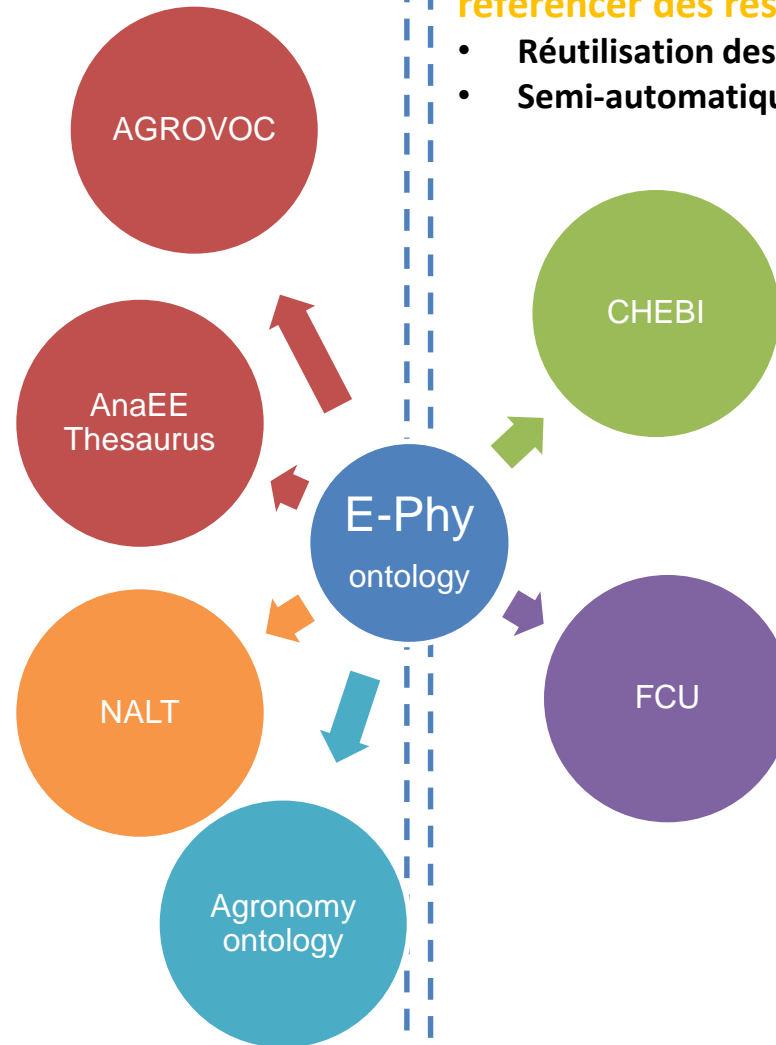 référencer des res
• Réutilisation des
• Semi-automatiqu
AGROVOC
CHEBI
AnaEE
Thesaurus
E-Phy
ontology
NALT
FCU
Agronomy
ontology